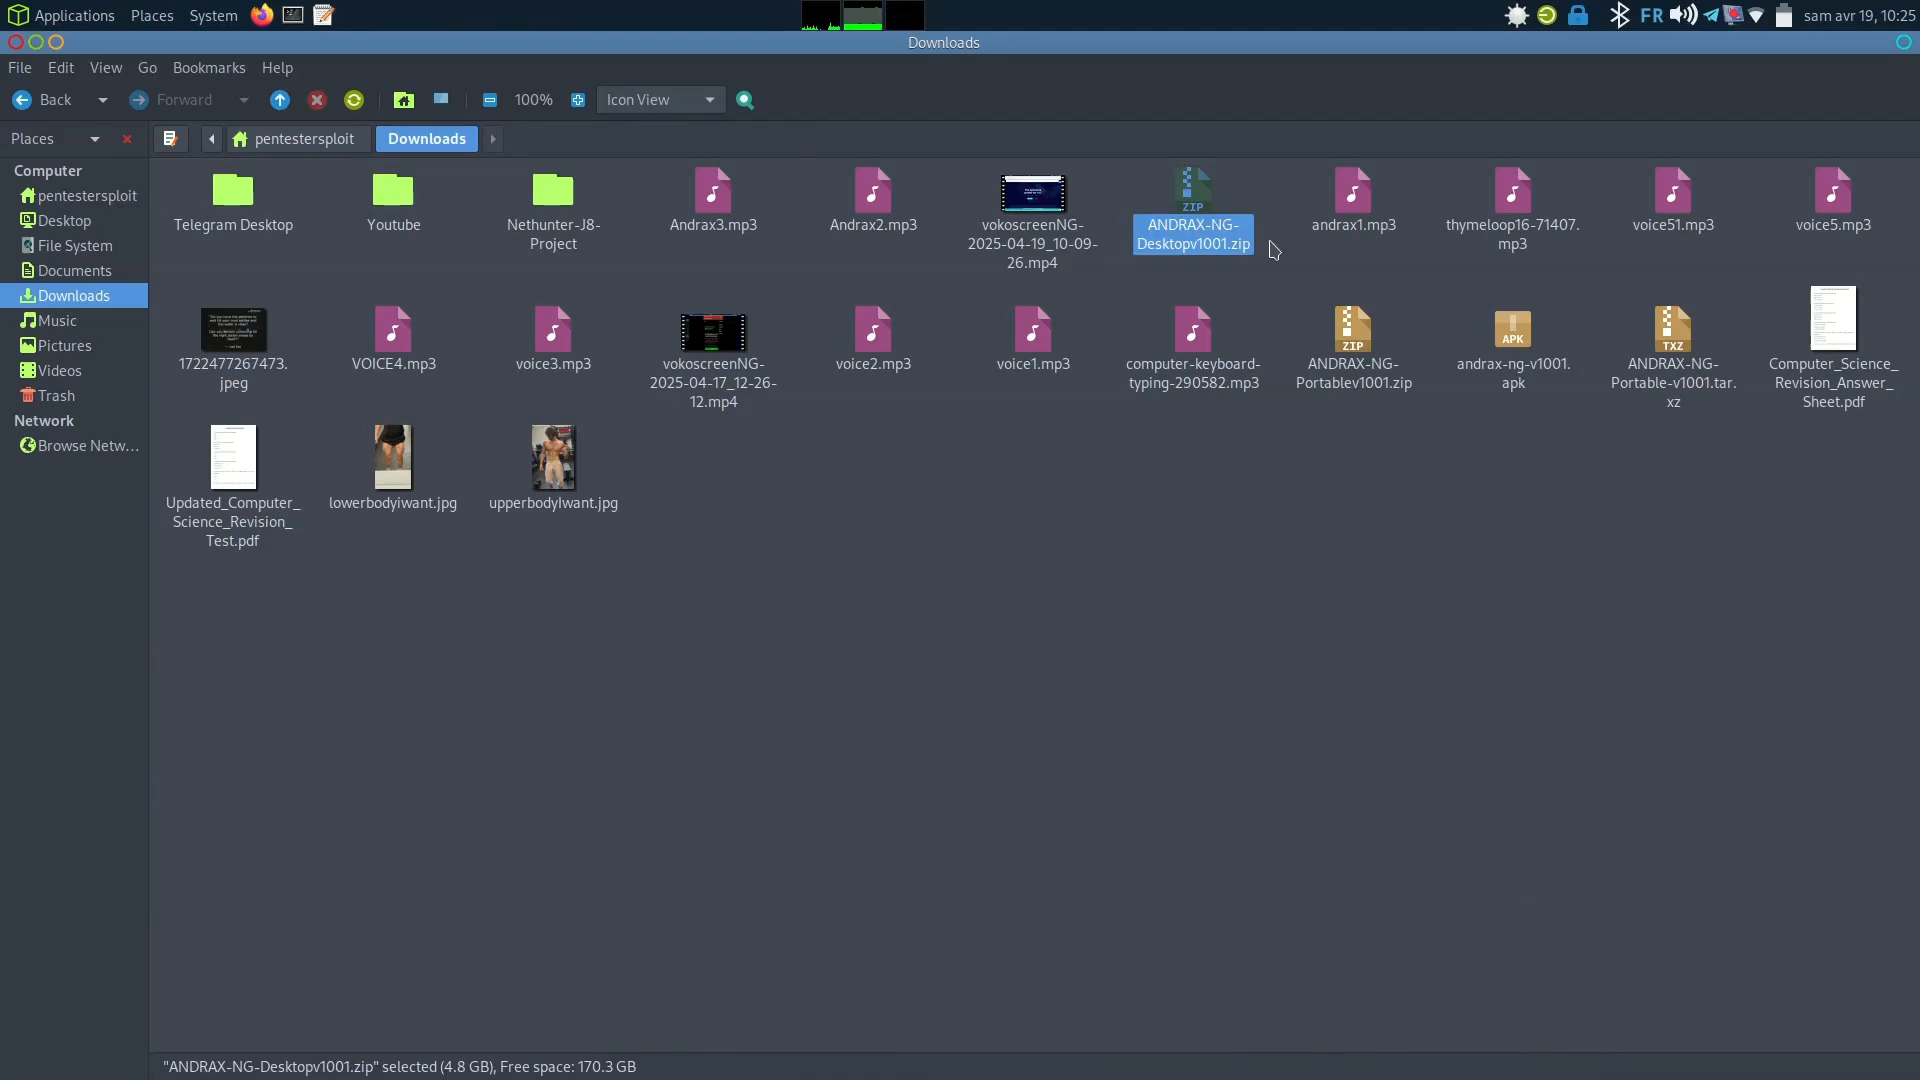 Applications Places System FR sam avr 19, 10:25
Downloads
File Edit View Go Bookmarks Help
Back Forward 100% Icon View
Places pentestersploit Downloads
Computer
pentestersploit
Desktop
File System
Documents
Downloads
Music
Pictures
Videos
Trash
Network
Browse Netw…
Telegram Desktop
Youtube
Nethunter-J8-
Project
Andrax3.mp3
Andrax2.mp3
vokoscreenNG-
2025-04-19_10-09-
26.mp4
ZIP
ANDRAX-NG-
Desktopv1001.zip
andrax1.mp3
thymeloop16-71407.
mp3
voice51.mp3
voice5.mp3
1722477267473.
jpeg
VOICE4.mp3
voice3.mp3
vokoscreenNG-
2025-04-17_12-26-
12.mp4
voice2.mp3
voice1.mp3
computer-keyboard-
typing-290582.mp3
ZIP
ANDRAX-NG-
Portablev1001.zip
APK
andrax-ng-v1001.
apk
TXZ
ANDRAX-NG-
Portable-v1001.tar.
xz
Computer_Science_
Revision_Answer_
Sheet.pdf
Updated_Computer_
Science_Revision_
Test.pdf
lowerbodyiwant.jpg
upperbodyIwant.jpg
"ANDRAX-NG-Desktopv1001.zip" selected (4.8 GB), Free space: 170.3 GB